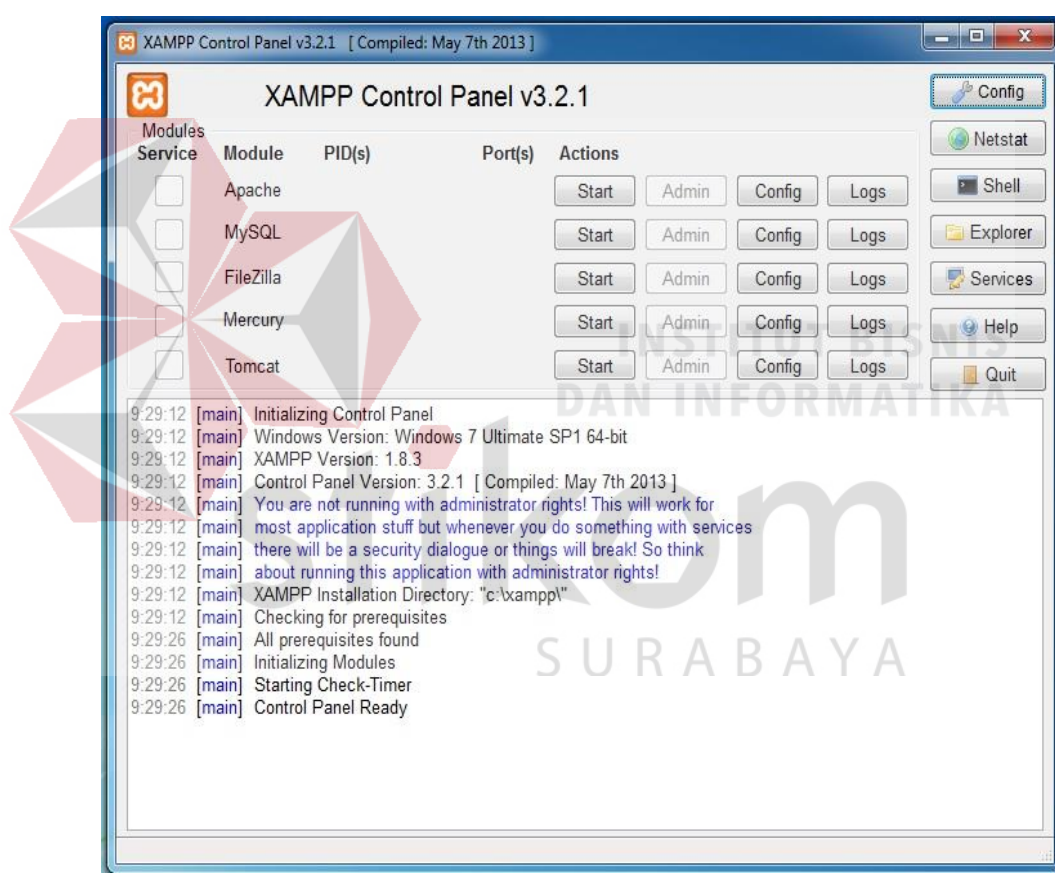 XAMPP Control Panel v3.2.1 [ Compiled: May 7th 2013 ]
XAMPP Control Panel v3.2.1
Config
Modules
Netstat
Service Module PID(s) Port(s) Actions
Apache Start Admin Config Logs
Shell
MySQL Start Admin Config Logs
Explorer
FileZilla Start Admin Config Logs
Services
Mercury Start Admin Config Logs
Help
Tomcat Start Admin Config Logs
Quit
INSTITUT BISNIS
DAN INFORMATIKA
9:29:12 [main] Initializing Control Panel
9:29:12 [main] Windows Version: Windows 7 Ultimate SP1 64-bit
9:29:12 [main] XAMPP Version: 1.8.3
9:29:12 [main] Control Panel Version: 3.2.1 [ Compiled: May 7th 2013 ]
9:29:12 [main] You are not running with administrator rights! This will work for
9:29:12 [main] most application stuff but whenever you do something with services
9:29:12 [main] there will be a security dialogue or things will break! So think
9:29:12 [main] about running this application with administrator rights!
9:29:12 [main] XAMPP Installation Directory: "c:\xampp\"
9:29:12 [main] Checking for prerequisites
9:29:26 [main] All prerequisites found
9:29:26 [main] Initializing Modules
9:29:26 [main] Starting Check-Timer
9:29:26 [main] Control Panel Ready
stikom
SURABAYA